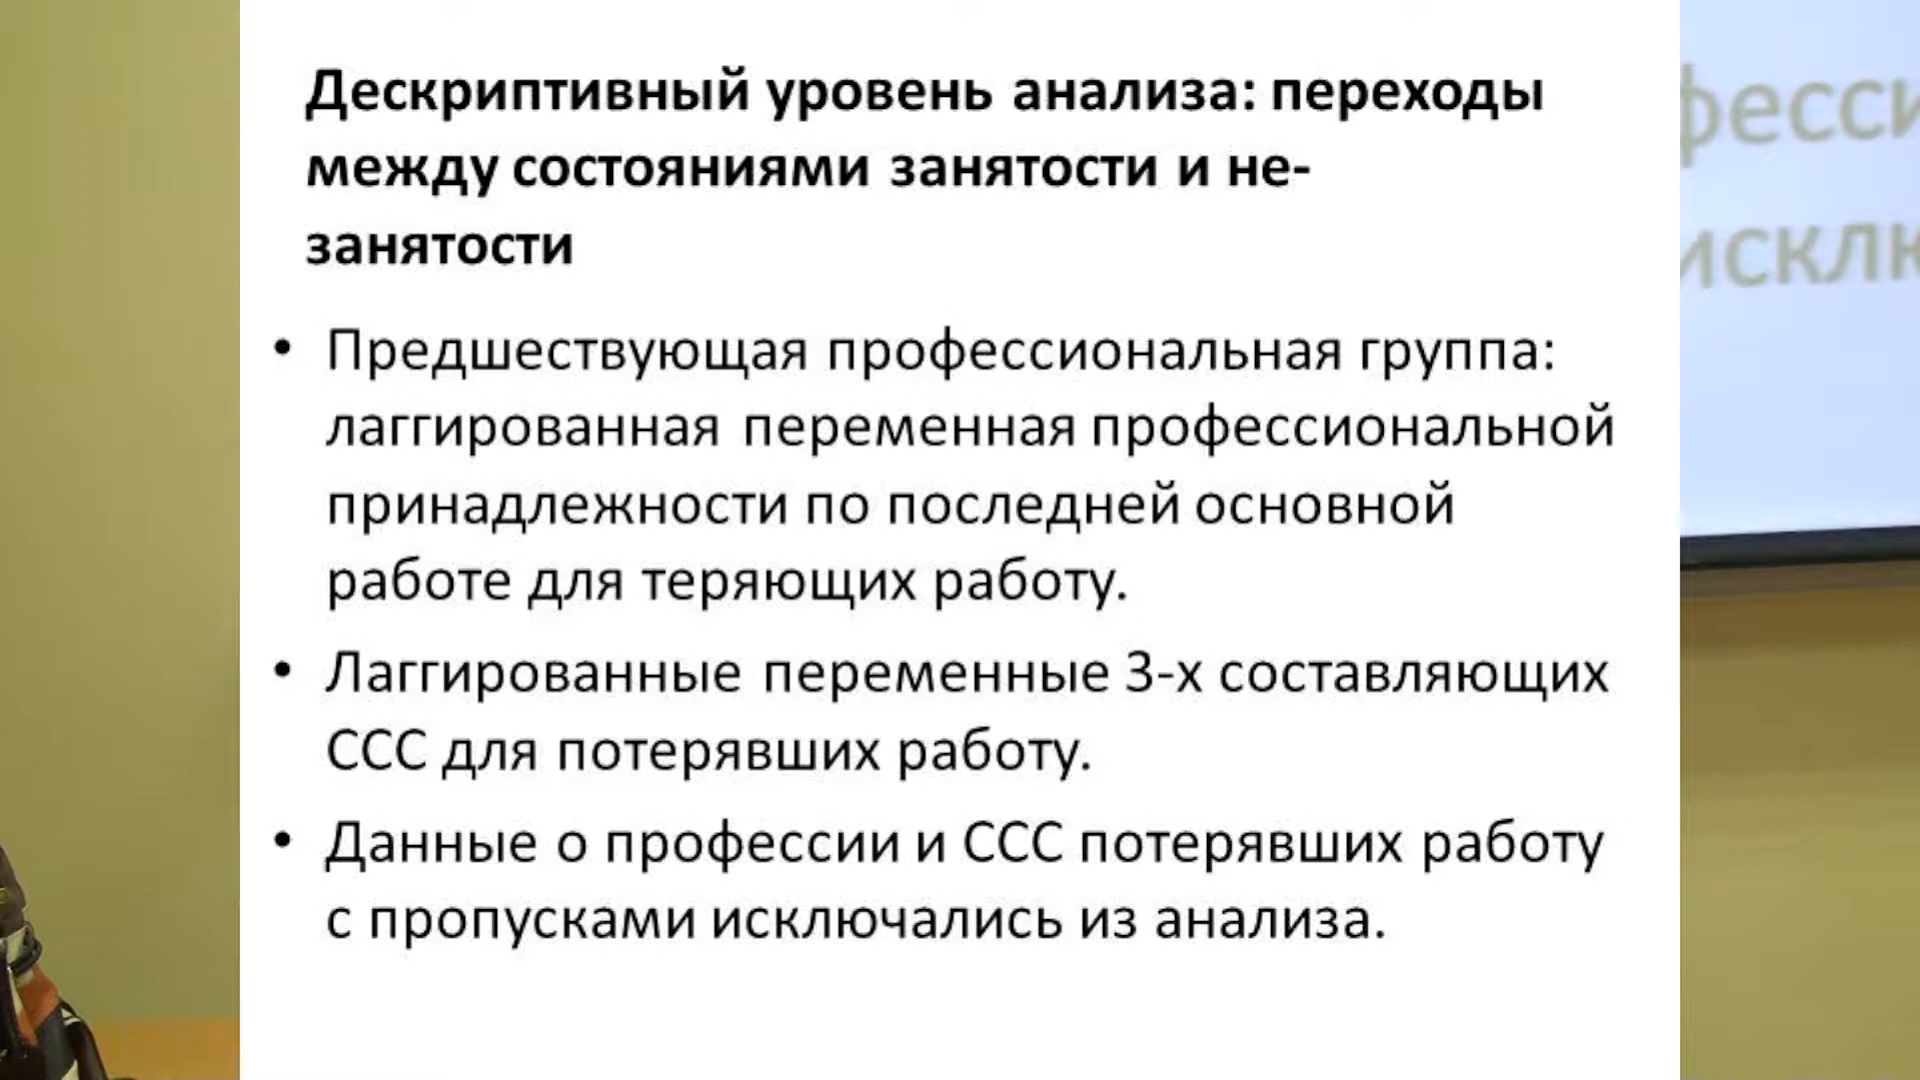 Дескриптивный уровень анализа: переходы
между состояниями занятости и не-
занятости
• Предшествующая профессиональная группа:
лаггированная переменная профессиональной
принадлежности по последней основной
работе для теряющих работу.
• Лаггированные переменные 3-х составляющих
ССС для потерявших работу.
• Данные о профессии и ССС потерявших работу
с пропусками исключались из анализа.